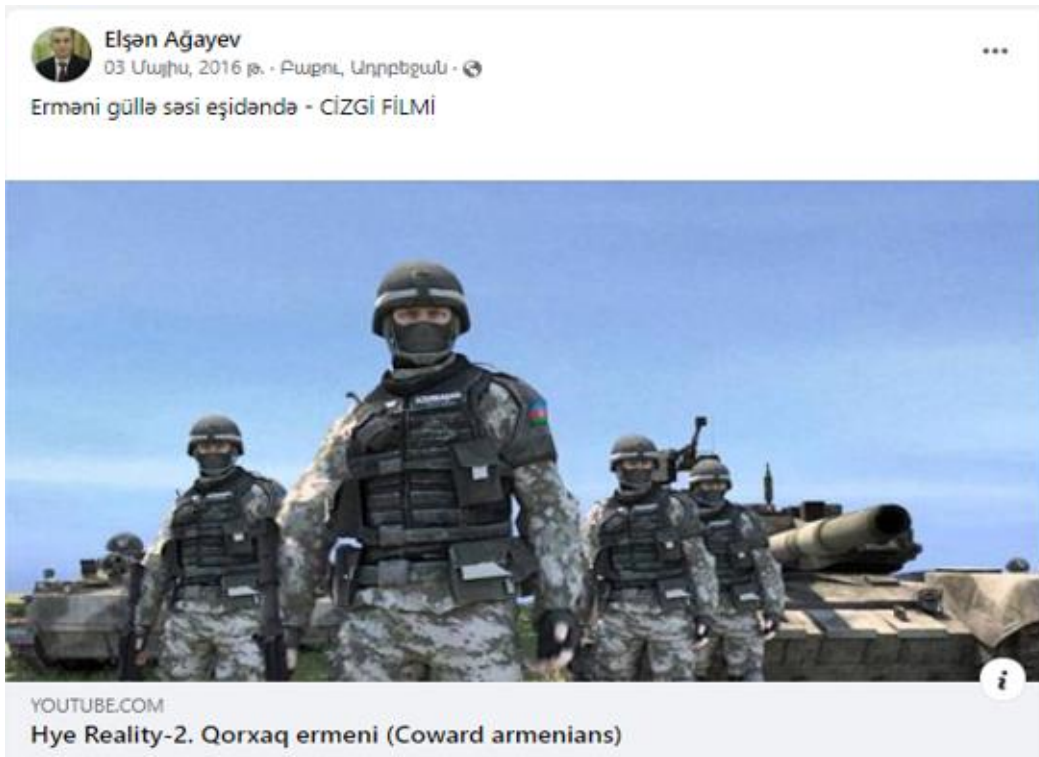 Elşən Ağayev
03 Մայիս, 2016 թ. · Բաքու, Ադրբեջան ·
Erməni güllə səsi eşidəndə - CİZGİ FİLMİ
AZERBAIJAN
YOUTUBE.COM
Hye Reality-2. Qorxaq ermeni (Coward armenians)